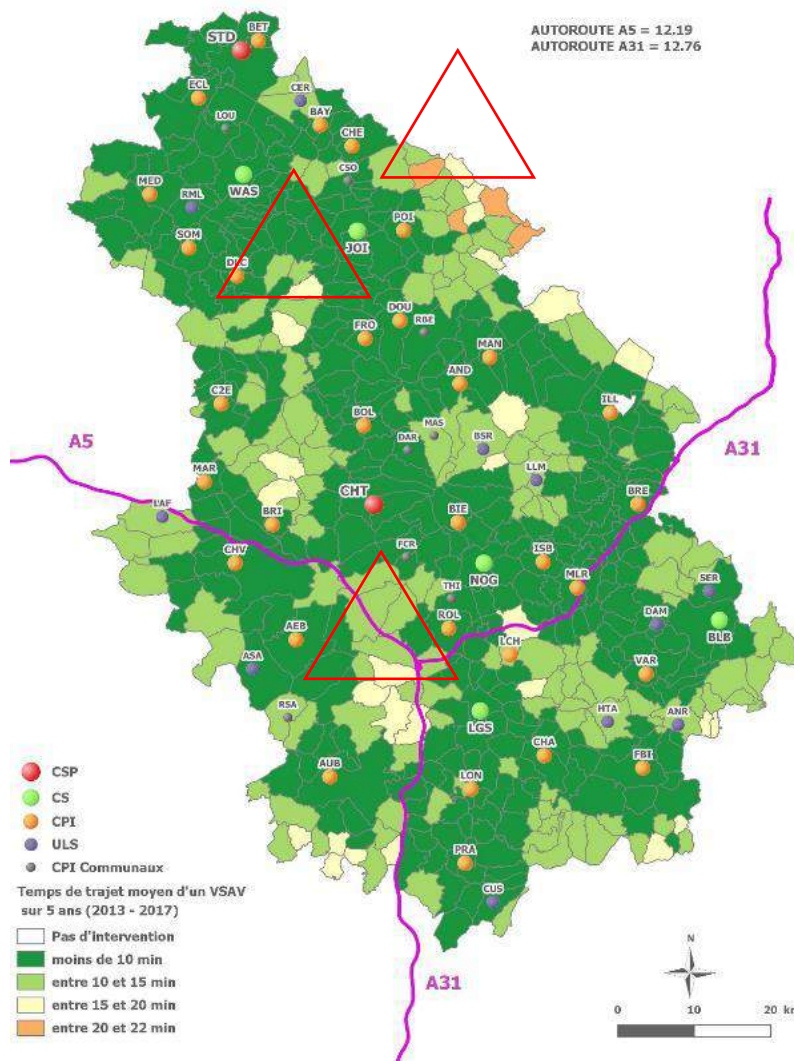 AUTOROUTE A5 = 12.19
AUTOROUTE A31 = 12.76
BET
STD
ECL
CER
LOU
BAY
CHE
CSO
MED
WAS
RML
POI
SOM
JOI
DLC
DOU
RBE
FRO
MAN
AND
C2E
ILL
BOL
MAS
DAR
BSR
A5
A31
LLM
MAR
CHT
BRE
LAF
BRI
BIE
FCR
CHV
ISB
NOG
MLR
SER
THI
DAM
BLB
AEB
ROL
LCH
ASA
VAR
RSA
LGS
HTA
ANR
CHA
FBI
AUB
LON
PRA
CUS
A31
CSP
CS
CPI
ULS
CPI Communaux
Temps de trajet moyen d'un VSAV
sur 5 ans (2013 - 2017)
Pas d'intervention
moins de 10 min
entre 10 et 15 min
entre 15 et 20 min
entre 20 et 22 min
N
0 10 20 km